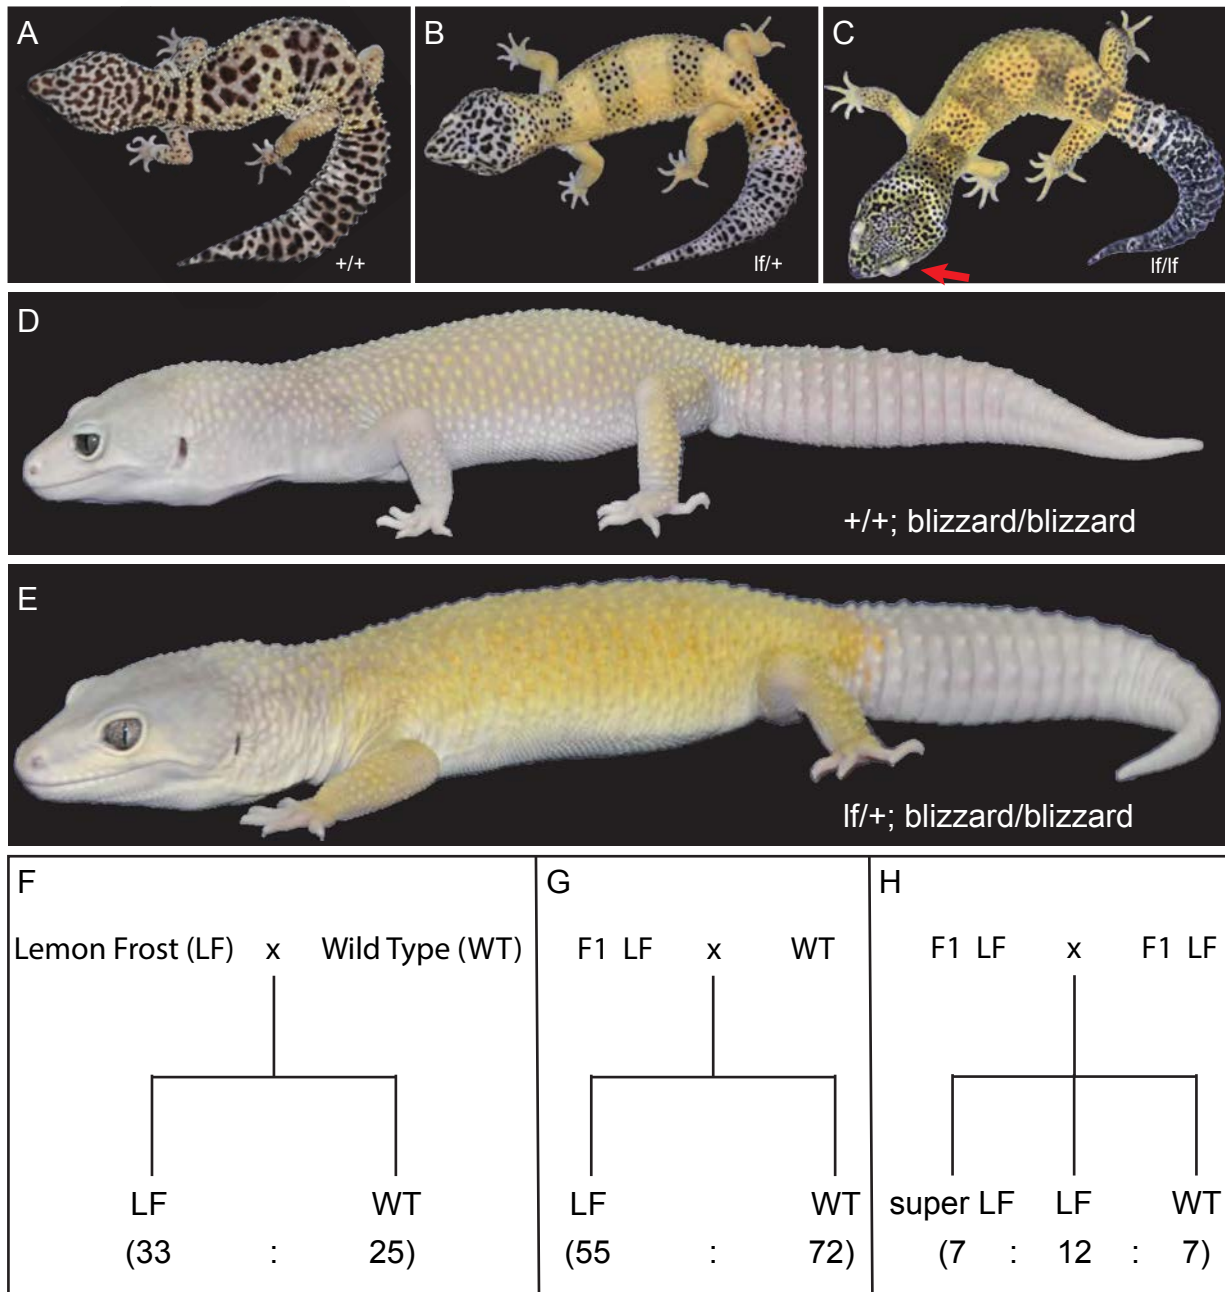 A
+/+
B
lf/+
C
lf/lf
D
+/+; blizzard/blizzard
E
lf/+; blizzard/blizzard
F
Lemon Frost (LF) x Wild Type (WT)
LF WT
(33 : 25)
G
F1 LF x WT
LF WT
(55 : 72)
H
F1 LF x F1 LF
super LF LF WT
(7 : 12 : 7)